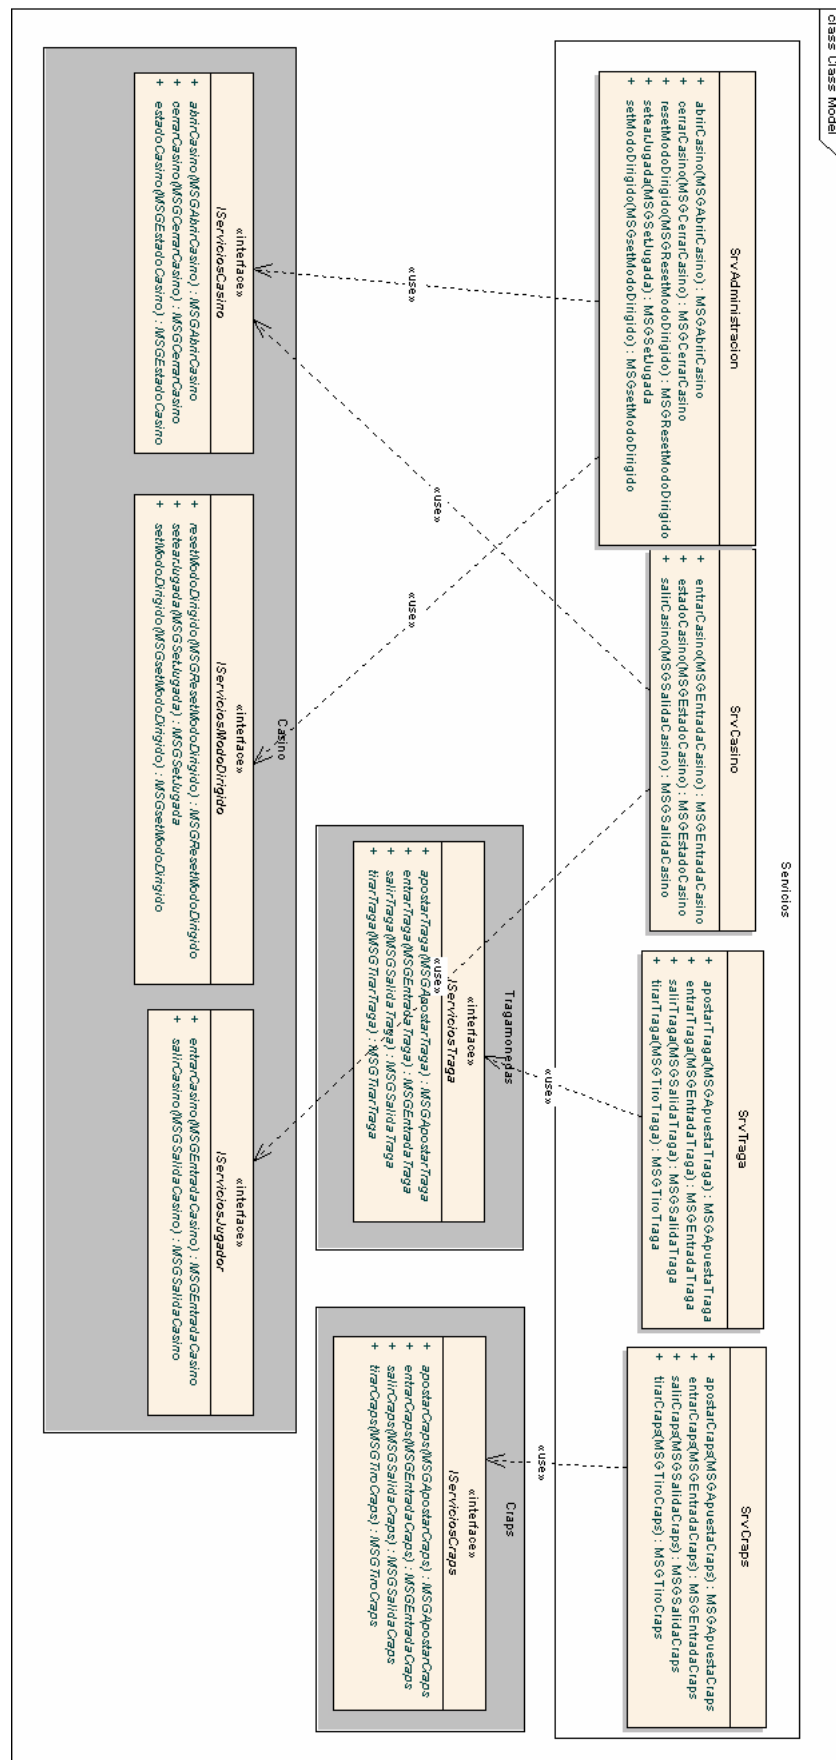 class Class Model
Servicios
SrvAdministracion
+ abrirCasino(MSGAbrirCasino) : MSGAbrirCasino
+ cerrarCasino(MSGCerrarCasino) : MSGCerrarCasino
+ resetModoDirigido(MSGResetModoDirigido) : MSGResetModoDirigido
+ setearJugada(MSGSetJugada) : MSGSetJugada
+ setModoDirigido(MSGsetModoDirigido) : MSGsetModoDirigido
SrvCasino
+ entrarCasino(MSGEntradaCasino) : MSGEntradaCasino
+ estadoCasino(MSGEstadoCasino) : MSGEstadoCasino
+ salirCasino(MSGSalidaCasino) : MSGSalidaCasino
SrvTraga
+ apostarTraga(MSGApuestaTraga) : MSGApuestaTraga
+ entrarTraga(MSGEntradaTraga) : MSGEntradaTraga
+ salirTraga(MSGSalidaTraga) : MSGSalidaTraga
+ tirarTraga(MSGTiroTraga) : MSGTiroTraga
SrvCraps
+ apostarCraps(MSGApuestaCraps) : MSGApuestaCraps
+ entrarCraps(MSGEntradaCraps) : MSGEntradaCraps
+ salirCraps(MSGSalidaCraps) : MSGSalidaCraps
+ tirarCraps(MSGTiroCraps) : MSGTiroCraps
«use»
«use»
«use»
«use»
«use»
«use»
Tragamonedas
«interface»
IServiciosTraga
+ apostarTraga(MSGApostarTraga) : MSGApostarTraga
+ entrarTraga(MSGEntradaTraga) : MSGEntradaTraga
+ salirTraga(MSGSalidaTraga) : MSGSalidaTraga
+ tirarTraga(MSGTirarTraga) : MSGTirarTraga
Craps
«interface»
IServiciosCraps
+ apostarCraps(MSGApostarCraps) : MSGApostarCraps
+ entrarCraps(MSGEntradaCraps) : MSGEntradaCraps
+ salirCraps(MSGSalidaCraps) : MSGSalidaCraps
+ tirarCraps(MSGTiroCraps) : MSGTiroCraps
Casino
«interface»
IServiciosCasino
+ abrirCasino(MSGAbrirCasino) : MSGAbrirCasino
+ cerrarCasino(MSGCerrarCasino) : MSGCerrarCasino
+ estadoCasino(MSGEstadoCasino) : MSGEstadoCasino
«interface»
IServiciosModoDirigido
+ resetModoDirigido(MSGResetModoDirigido) : MSGResetModoDirigido
+ setearJugada(MSGSetJugada) : MSGSetJugada
+ setModoDirigido(MSGsetModoDirigido) : MSGsetModoDirigido
«interface»
IServiciosJugador
+ entrarCasino(MSGEntradaCasino) : MSGEntradaCasino
+ salirCasino(MSGSalidaCasino) : MSGSalidaCasino